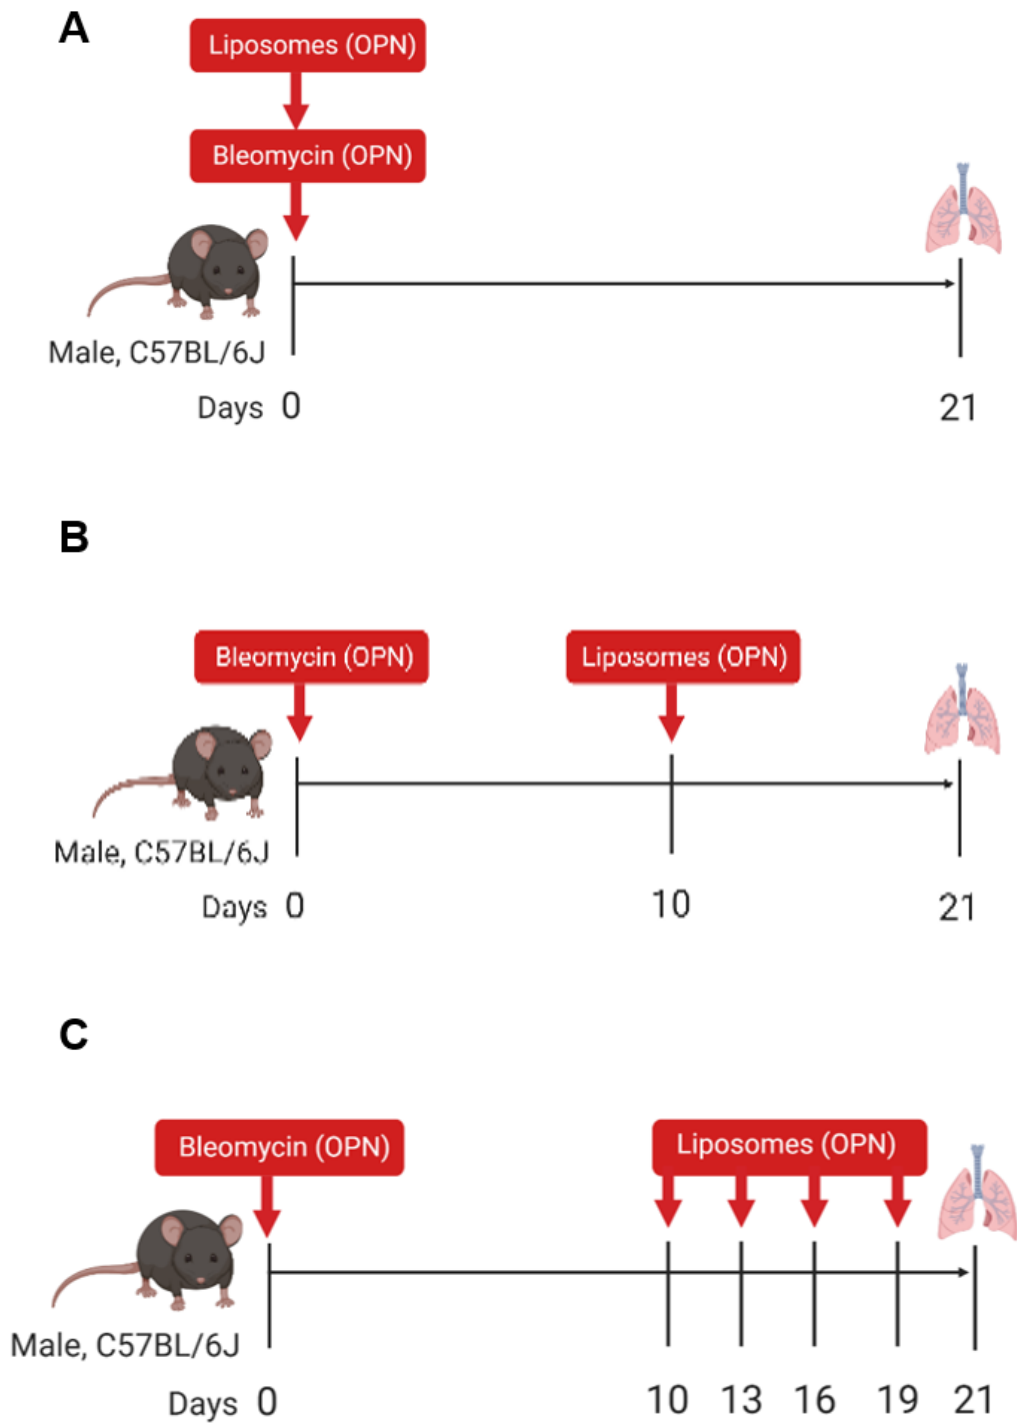 A
Liposomes (OPN)
Bleomycin (OPN)
Male, C57BL/6J
Days 0 21
B
Bleomycin (OPN) Liposomes (OPN)
Male, C57BL/6J
Days 0 10 21
C
Bleomycin (OPN) Liposomes (OPN)
Male, C57BL/6J
Days 0 10 13 16 19 21